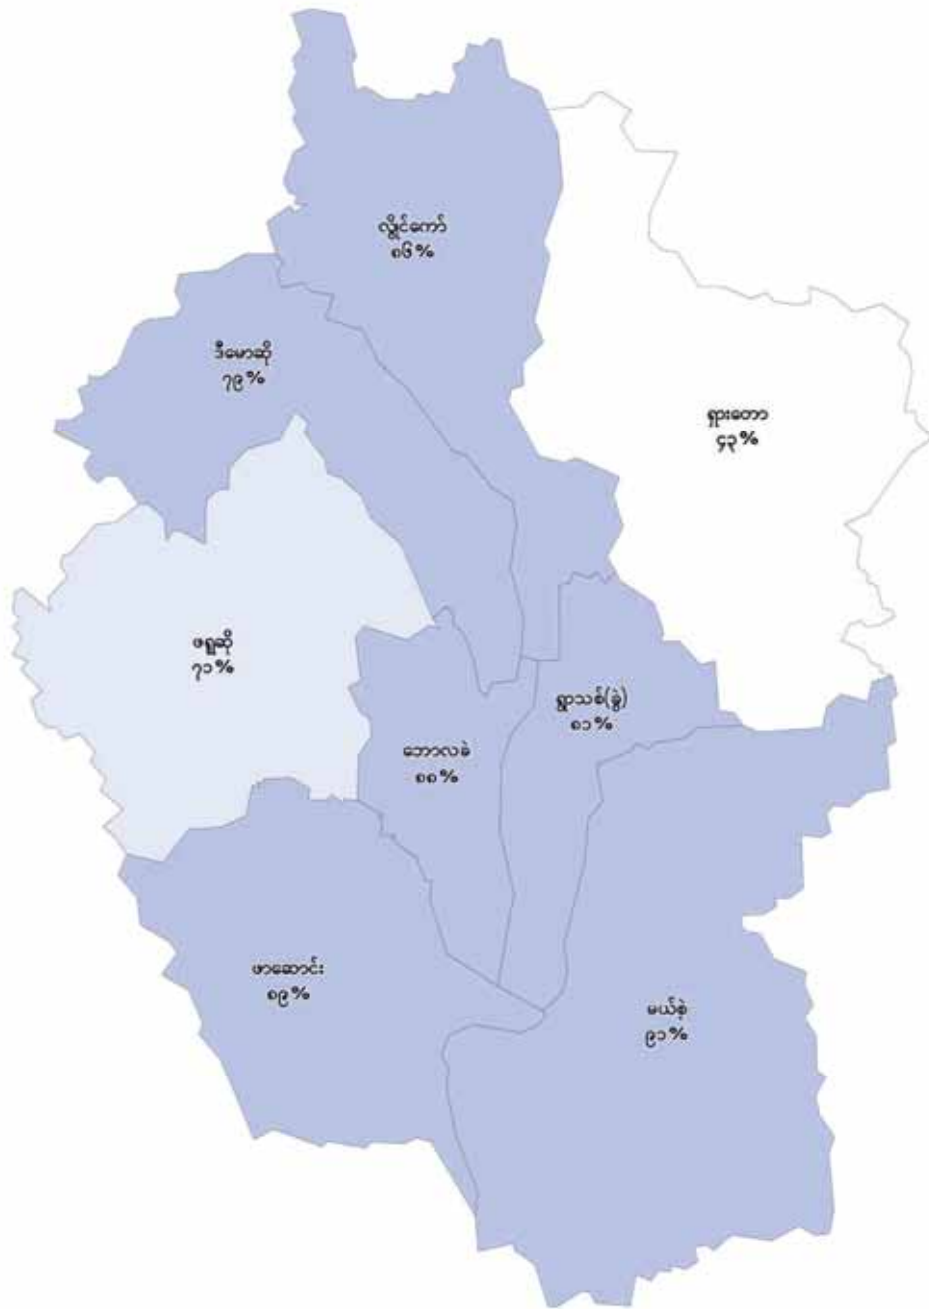 လွိုင်ကော်
၈၆%
ဒီမောဆို
၇၉%
ရှားတော
၄၃%
ဖရူဆို
၇၁%
ရွာသစ်(ခွဲ)
၈၁%
ဘောလခဲ
၈၈%
ဖာဆောင်း
၈၉%
မယ်စဲ့
၉၁%